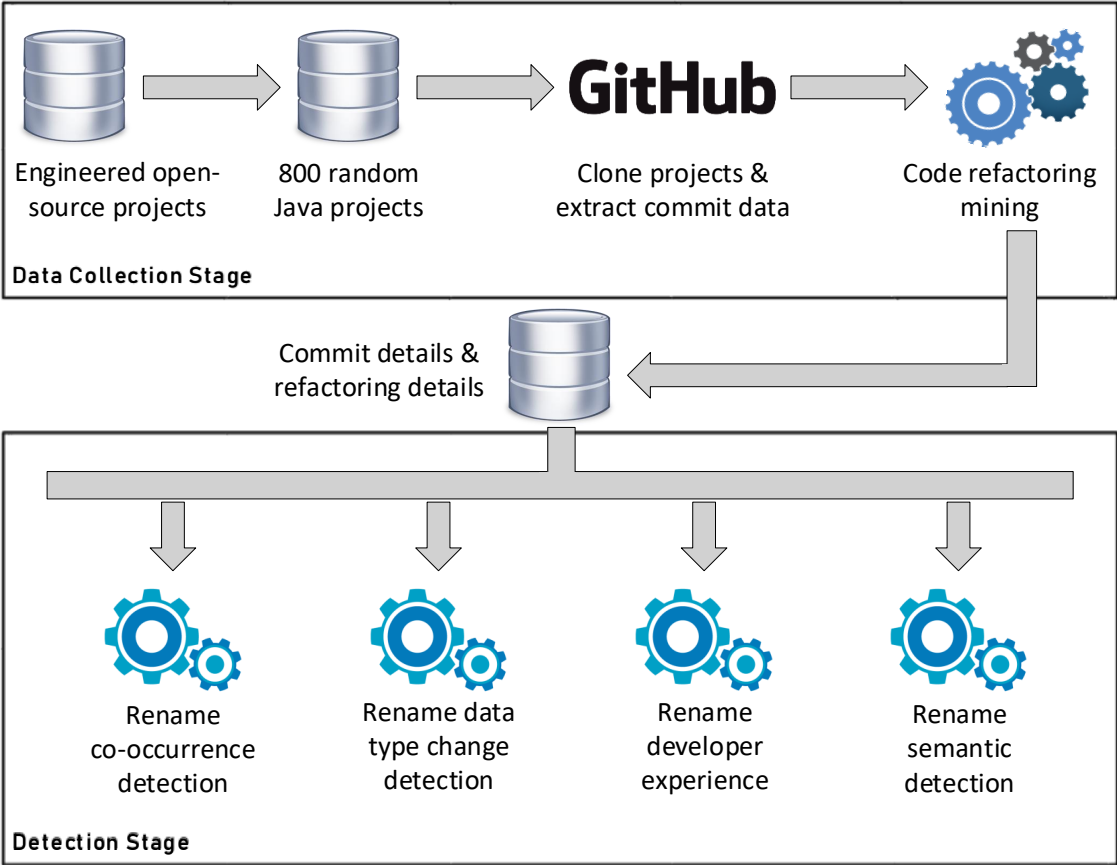 GitHub
Engineered open-
source projects
800 random
Java projects
Clone projects &
extract commit data
Code refactoring
mining
Data Collection Stage
Commit details &
refactoring details
Rename
co-occurrence
detection
Rename data
type change
detection
Rename
developer
experience
Rename
semantic
detection
Detection Stage